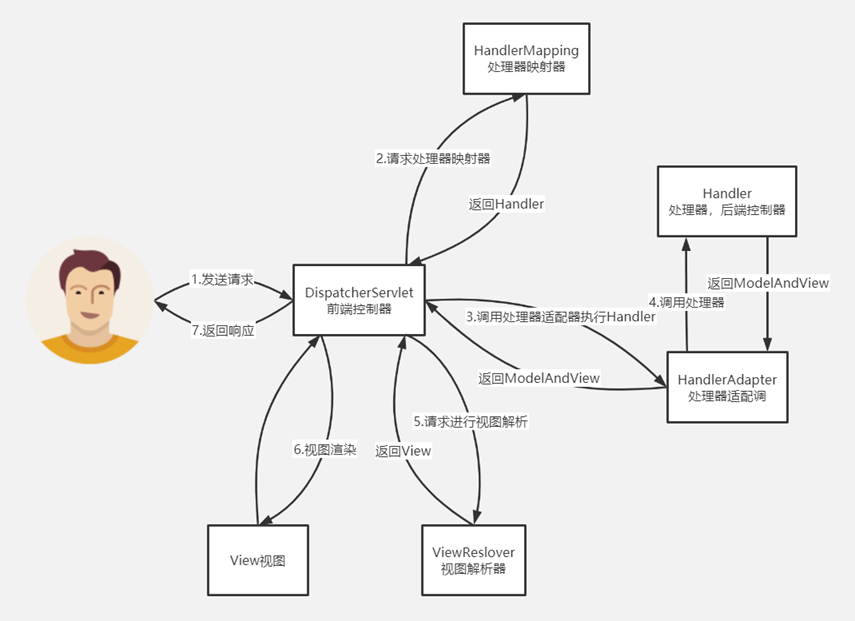 HandlerMapping
处理器映射器
2.请求处理器映射器
返回Handler
Handler
处理器，后端控制器
1.发送请求
7.返回响应
DispatcherServlet
前端控制器
返回ModelAndView
4.调用处理器
3.调用处理器适配器执行Handler
返回ModelAndView
HandlerAdapter
处理器适配调
5.请求进行视图解析
6.视图渲染
返回View
View视图
ViewReslover
视图解析器